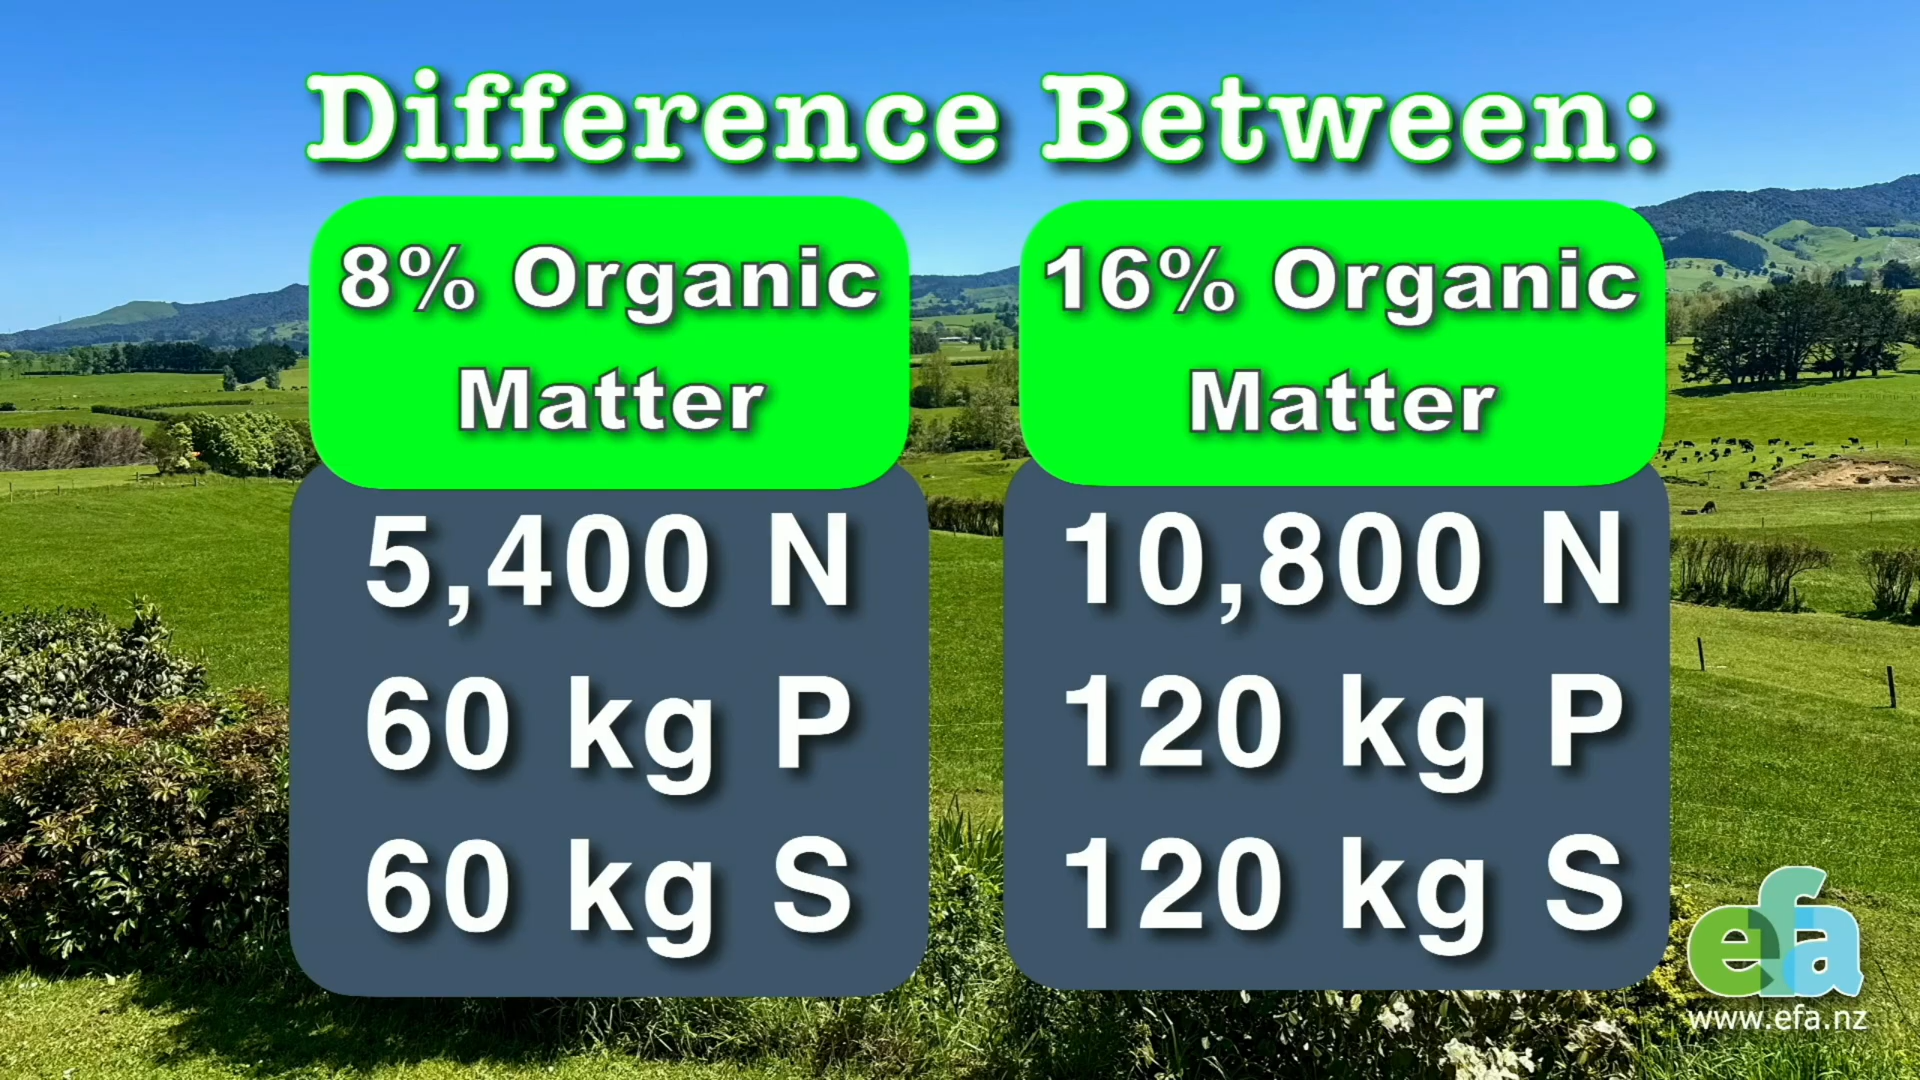 Difference Between:
8% Organic
Matter
5,400 N
60 kg P
60 kg S
16% Organic
Matter
10,800 N
120 kg P
120 kg S
efa
www.efa.nz